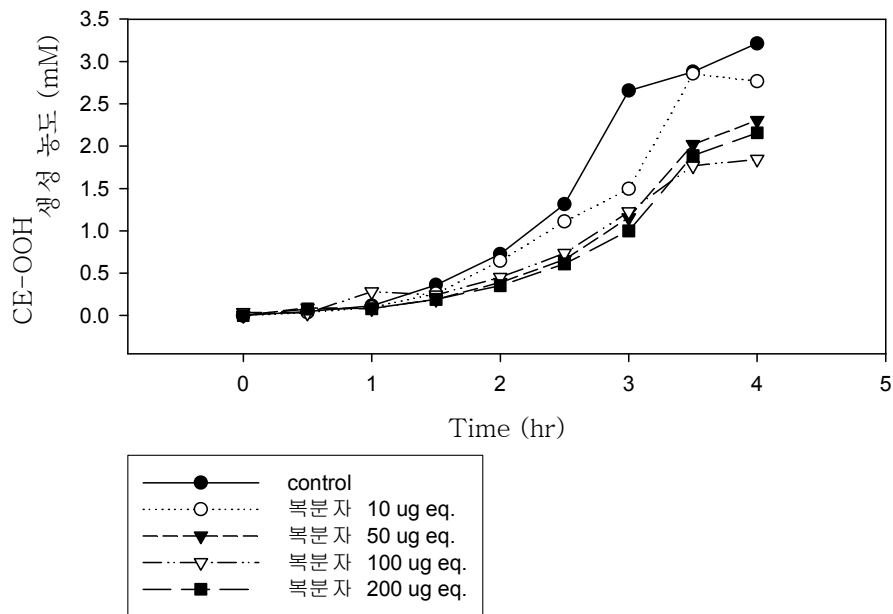 3.5
3.0
2.5
2.0
1.5
1.0
0.5
0.0
CE-OOH
생성 농도 (mM)
0 1 2 3 4 5
Time (hr)
control
복분자 10 ug eq.
복분자 50 ug eq.
복분자 100 ug eq.
복분자 200 ug eq.